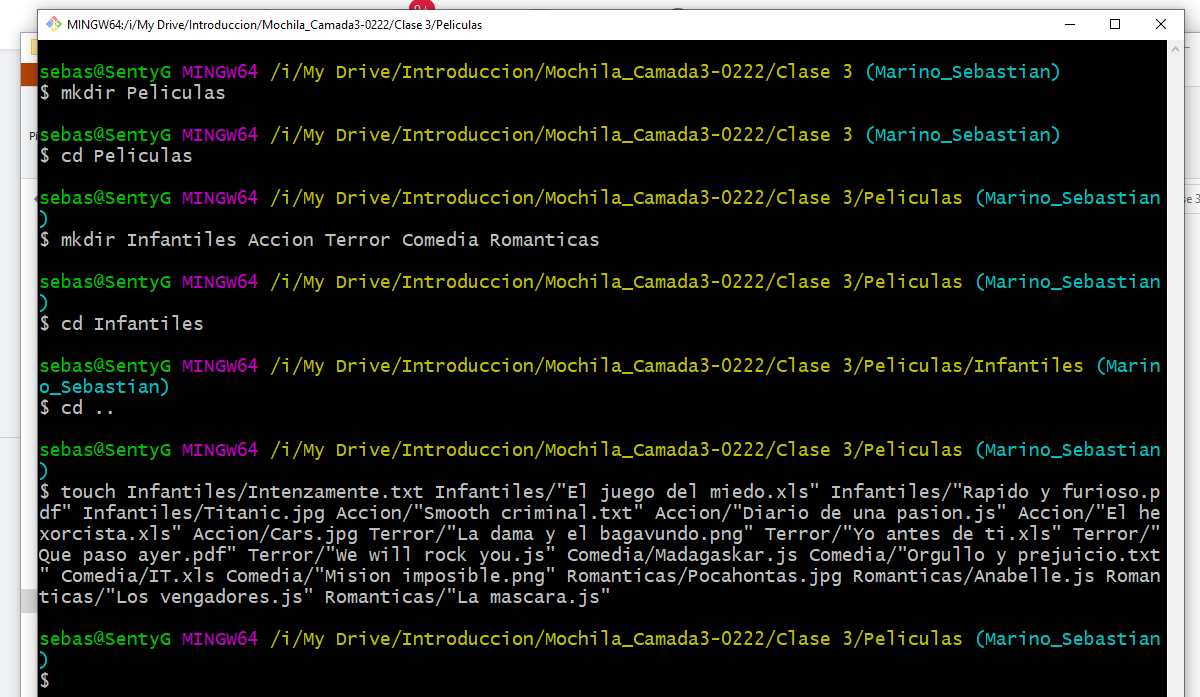 MINGW64:/i/My Drive/Introduccion/Mochila_Camada3-0222/Clase 3/Peliculas
sebas@SentyG MINGW64 /i/My Drive/Introduccion/Mochila_Camada3-0222/Clase 3 (Marino_Sebastian)
$ mkdir Peliculas
sebas@SentyG MINGW64 /i/My Drive/Introduccion/Mochila_Camada3-0222/Clase 3 (Marino_Sebastian)
$ cd Peliculas
sebas@SentyG MINGW64 /i/My Drive/Introduccion/Mochila_Camada3-0222/Clase 3/Peliculas (Marino_Sebastian
)
$ mkdir Infantiles Accion Terror Comedia Romanticas
sebas@SentyG MINGW64 /i/My Drive/Introduccion/Mochila_Camada3-0222/Clase 3/Peliculas (Marino_Sebastian
)
$ cd Infantiles
sebas@SentyG MINGW64 /i/My Drive/Introduccion/Mochila_Camada3-0222/Clase 3/Peliculas/Infantiles (Marin
o_Sebastian)
$ cd ..
sebas@SentyG MINGW64 /i/My Drive/Introduccion/Mochila_Camada3-0222/Clase 3/Peliculas (Marino_Sebastian
)
$ touch Infantiles/Intenzamente.txt Infantiles/"El juego del miedo.xls" Infantiles/"Rapido y furioso.p
df" Infantiles/Titanic.jpg Accion/"Smooth criminal.txt" Accion/"Diario de una pasion.js" Accion/"El he
xorcista.xls" Accion/Cars.jpg Terror/"La dama y el bagavundo.png" Terror/"Yo antes de ti.xls" Terror/"
Que paso ayer.pdf" Terror/"We will rock you.js" Comedia/Madagaskar.js Comedia/"Orgullo y prejuicio.txt
" Comedia/IT.xls Comedia/"Mision imposible.png" Romanticas/Pocahontas.jpg Romanticas/Anabelle.js Roman
ticas/"Los vengadores.js" Romanticas/"La mascara.js"
sebas@SentyG MINGW64 /i/My Drive/Introduccion/Mochila_Camada3-0222/Clase 3/Peliculas (Marino_Sebastian
)
$